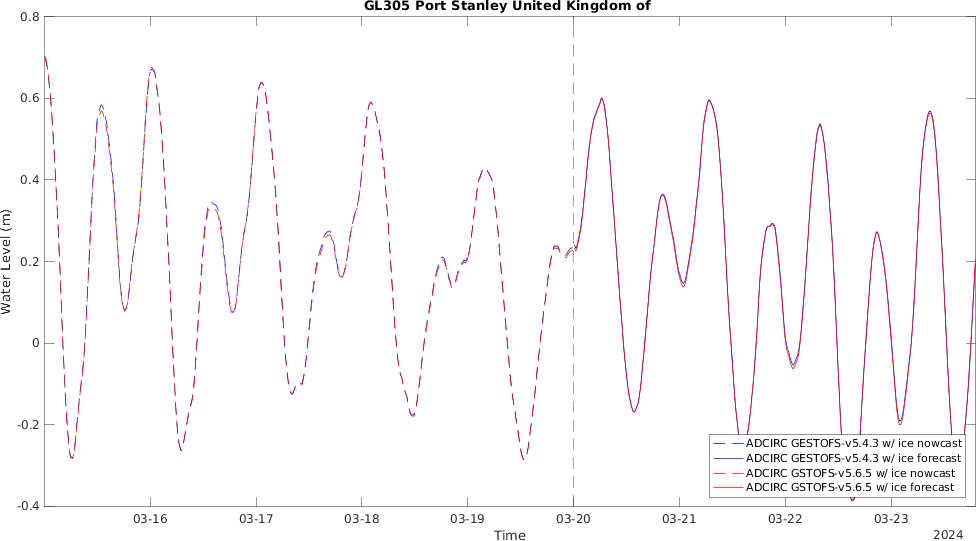 GL305 Port Stanley United Kingdom of
0.8
0.6
0.4
0.2
0
-0.2
-0.4
Water Level (m)
ADCIRC GESTOFS-v5.4.3 w/ ice nowcast
ADCIRC GESTOFS-v5.4.3 w/ ice forecast
ADCIRC GSTOFS-v5.6.5 w/ ice nowcast
ADCIRC GSTOFS-v5.6.5 w/ ice forecast
03-16 03-17 03-18 03-19 03-20 03-21 03-22 03-23
Time
2024